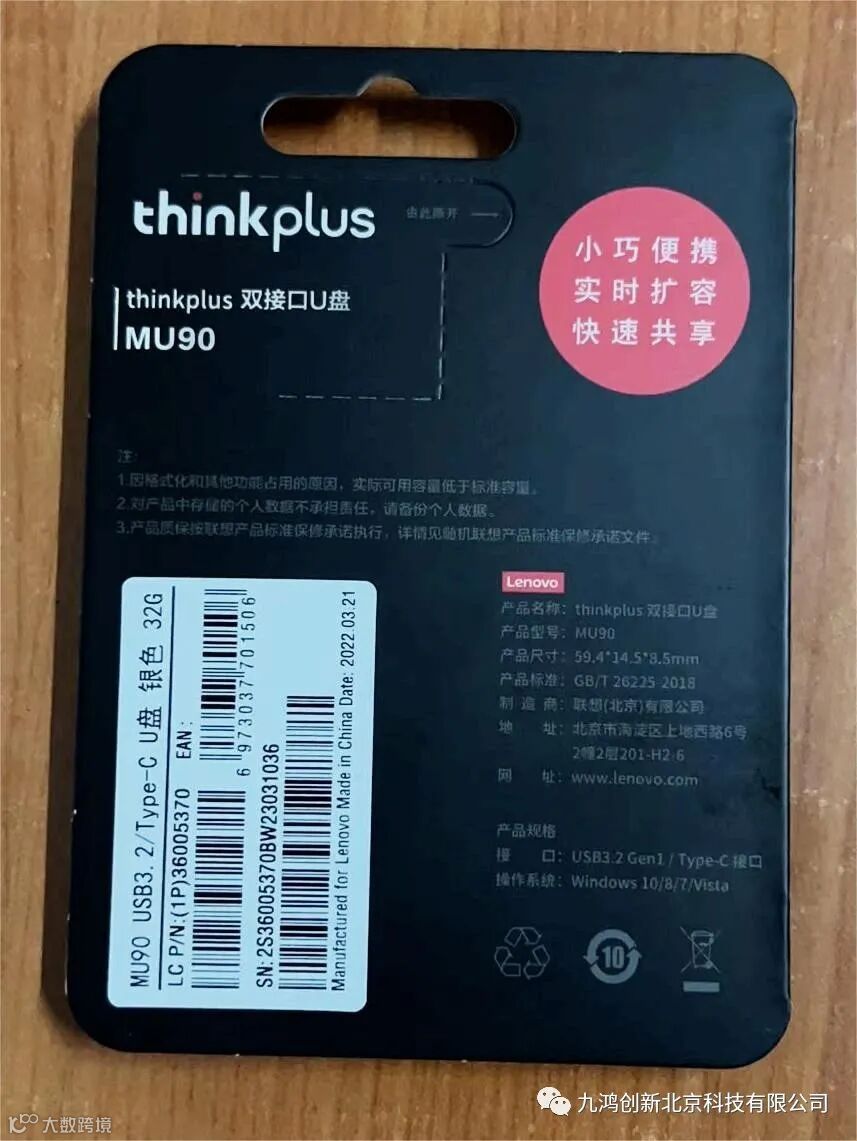 thinkplus
由此撕开
thinkplus 双接口U盘
MU90
小巧便携
实时扩容
快速共享
注:
1.因格式化和其他功能占用的原因，实际可用容量低于标准容量。
2.对产品中存储的个人数据不承担责任，请备份个人数据。
3.产品质保按联想产品标准保修承诺执行，详情见随机联想产品标准保修承诺文件。
MU90 USB3.2/Type-C U盘 银色 32G
LC P/N:(1P)36005370
EAN:
6 973037 701506
SN:2S36005370BW23031036
Manufactured for Lenovo Made in China Date: 2022.03.21
Lenovo
产品名称: thinkplus 双接口U盘
产品型号: MU90
产品尺寸: 59.4*14.5*8.5mm
产品标准: GB/T 26225-2018
制 造 商: 联想(北京)有限公司
地 址: 北京市海淀区上地西路6号
2幢2层201-H2-6
网 址: www.lenovo.com
产品规格
接 口: USB3.2 Gen1 / Type-C 接口
操作系统: Windows 10/8/7/Vista
10
九鸿创新北京科技有限公司
10100 大数跨境